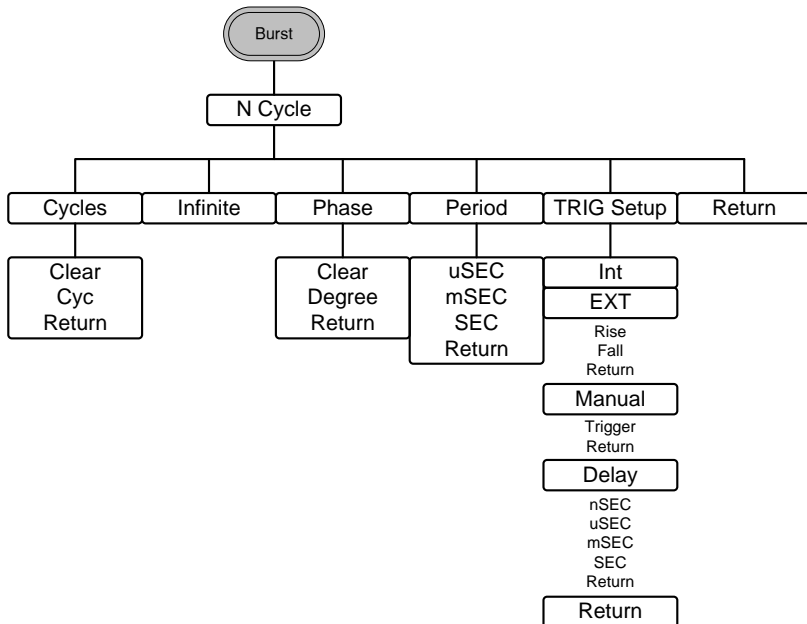 Burst
N Cycle
Cycles
Infinite
Phase
Period
TRIG Setup
Return
Clear
Cyc
Return
Clear
Degree
Return
uSEC
mSEC
SEC
Return
Int
EXT
Rise
Fall
Return
Manual
Trigger
Return
Delay
nSEC
uSEC
mSEC
SEC
Return
Return